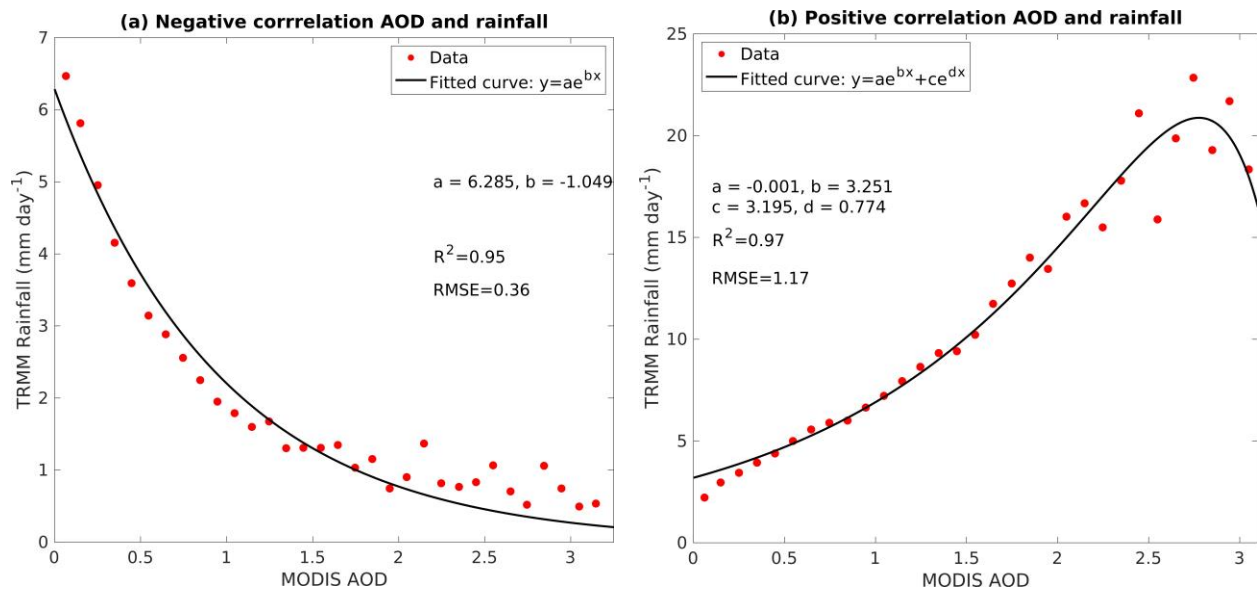 (a) Negative corrrelation AOD and rainfall
7
6
5
4
3
2
1
0
TRMM Rainfall (mm day⁻¹)
Data
Fitted curve: y=ae^bx
a = 6.285, b = -1.049
R²=0.95
RMSE=0.36
0 0.5 1 1.5 2 2.5 3
MODIS AOD
(b) Positive correlation AOD and rainfall
25
20
15
10
5
0
TRMM Rainfall (mm day⁻¹)
Data
Fitted curve: y=ae^bx+ce^dx
a = -0.001, b = 3.251
c = 3.195, d = 0.774
R²=0.97
RMSE=1.17
0 0.5 1 1.5 2 2.5 3
MODIS AOD